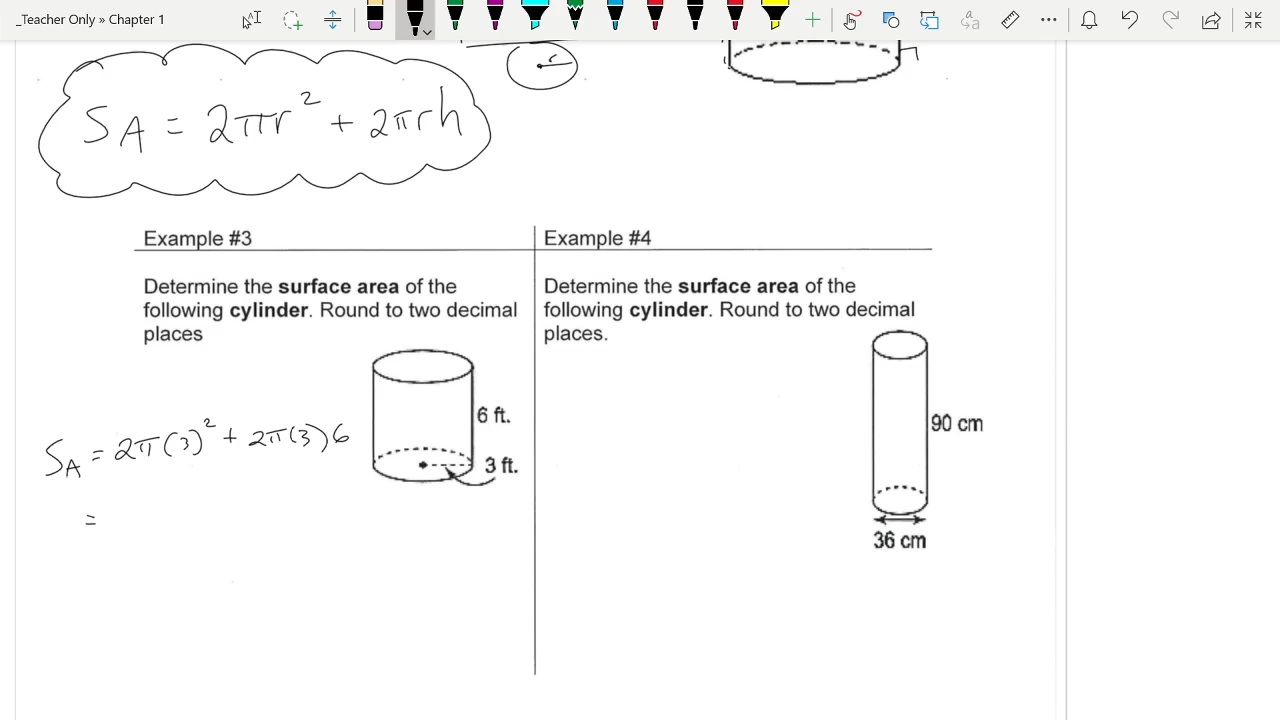 _Teacher Only » Chapter 1
r
SA = 2πr² + 2πrh
Example #3
Determine the surface area of the
following cylinder. Round to two decimal
places
6 ft.
3 ft.
SA = 2π(3)² + 2π(3)6
=
Example #4
Determine the surface area of the
following cylinder. Round to two decimal
places.
90 cm
36 cm